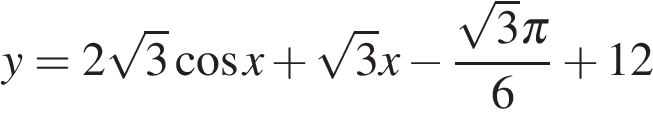 y = 2√3 cos x + √3x − √3π/6 + 12